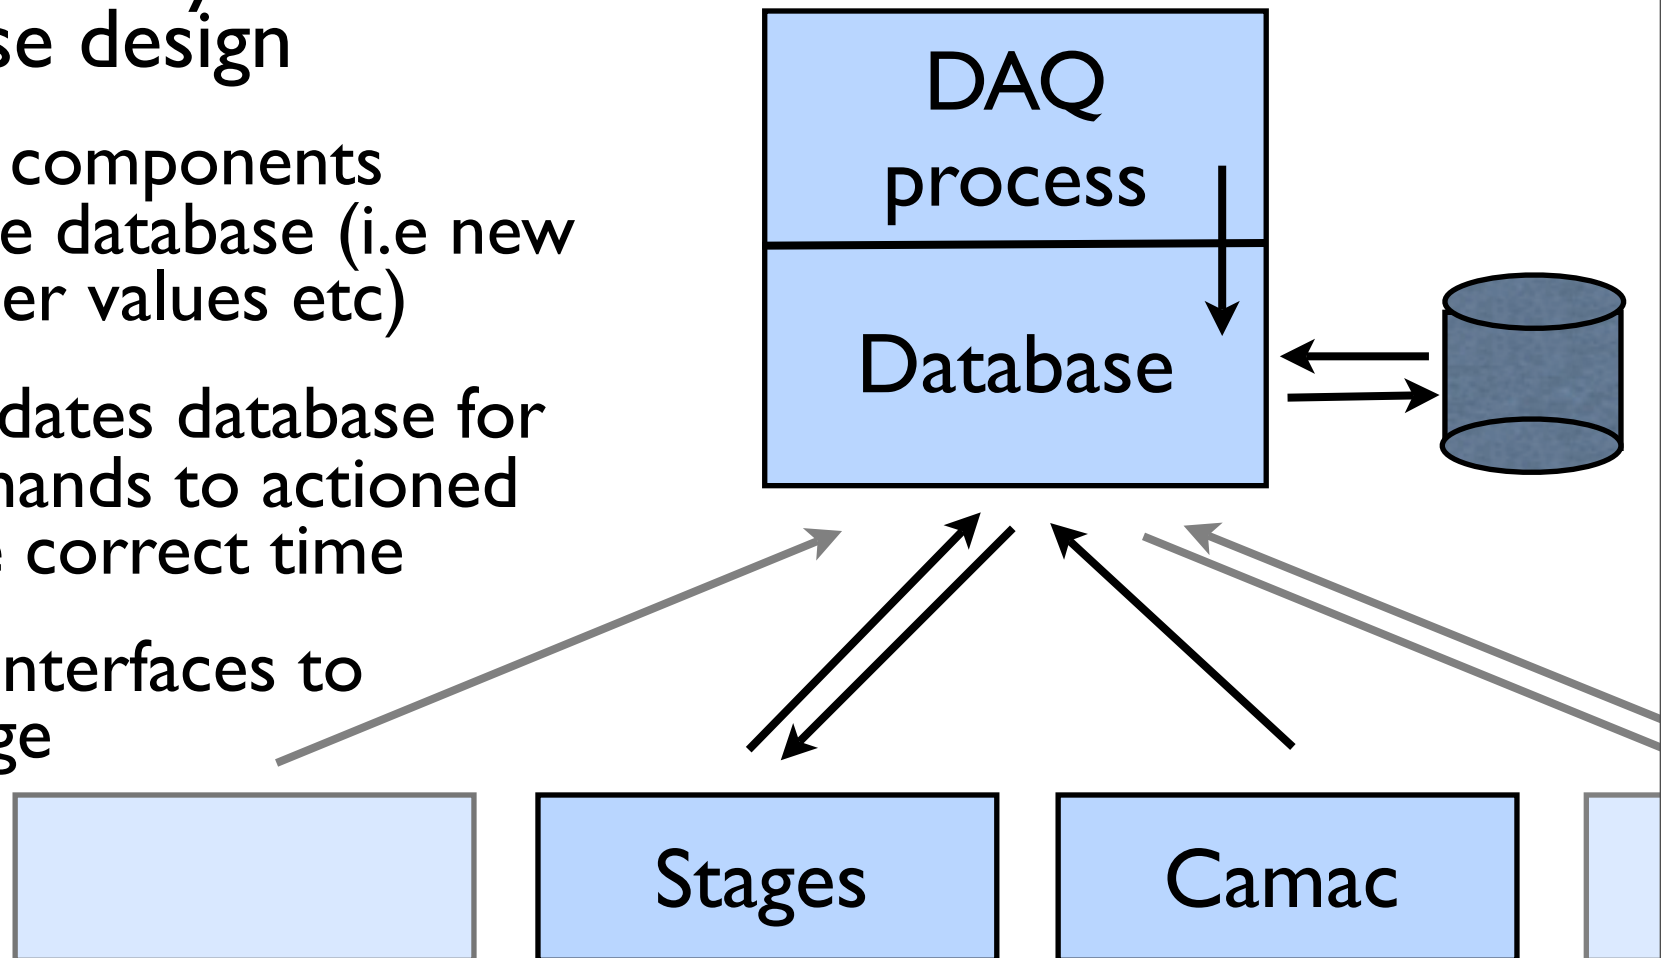 se design
components
e database (i.e new
er values etc)
dates database for
nands to actioned
e correct time
nterfaces to
ge
DAQ
process
Database
Stages
Camac